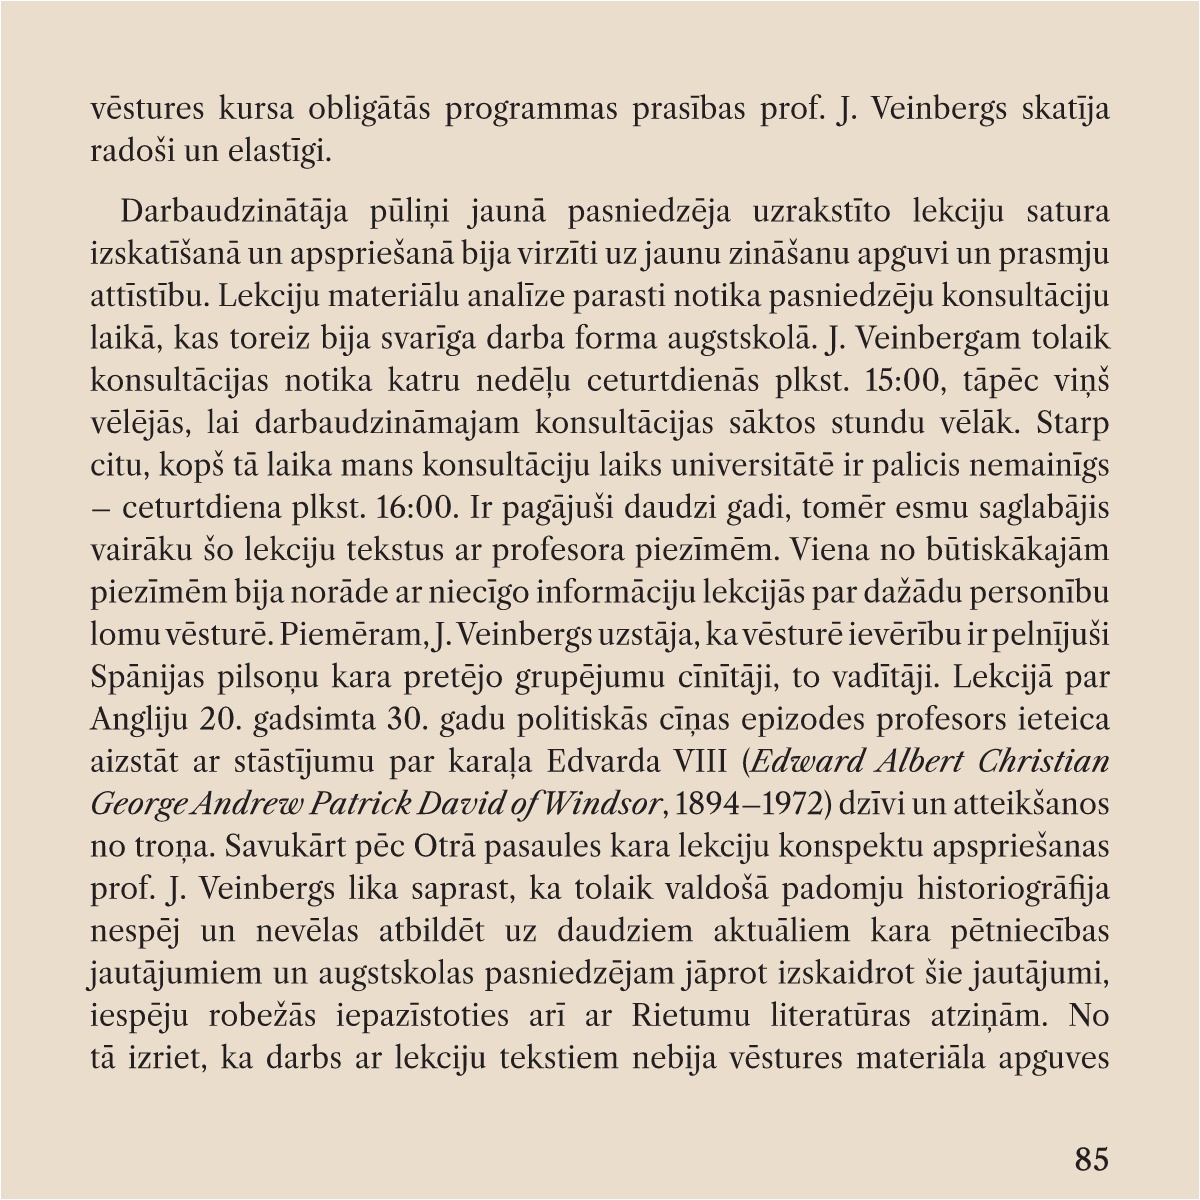 vēstures kursa obligātās programmas prasības prof. J. Veinbergs skatīja
radoši un elastīgi.
Darbaudzinātāja pūliņi jaunā pasniedzēja uzrakstīto lekciju satura
izskatīšanā un apspriešanā bija virzīti uz jaunu zināšanu apguvi un prasmju
attīstību. Lekciju materiālu analīze parasti notika pasniedzēju konsultāciju
laikā, kas toreiz bija svarīga darba forma augstskolā. J. Veinbergam tolaik
konsultācijas notika katru nedēļu ceturtdienās plkst. 15:00, tāpēc viņš
vēlējās, lai darbaudzināmajam konsultācijas sāktos stundu vēlāk. Starp
citu, kopš tā laika mans konsultāciju laiks universitātē ir palicis nemainīgs
– ceturtdiena plkst. 16:00. Ir pagājuši daudzi gadi, tomēr esmu saglabājis
vairāku šo lekciju tekstus ar profesora piezīmēm. Viena no būtiskākajām
piezīmēm bija norāde ar niecīgo informāciju lekcijās par dažādu personību
lomu vēsturē. Piemēram, J. Veinbergs uzstāja, ka vēsturē ievērību ir pelnījuši
Spānijas pilsoņu kara pretējo grupējumu cīnītāji, to vadītāji. Lekcijā par
Angliju 20. gadsimta 30. gadu politiskās cīņas epizodes profesors ieteica
aizstāt ar stāstījumu par karaļa Edvarda VIII (Edward Albert Christian
George Andrew Patrick David of Windsor, 1894–1972) dzīvi un atteikšanos
no troņa. Savukārt pēc Otrā pasaules kara lekciju konspektu apspriešanas
prof. J. Veinbergs lika saprast, ka tolaik valdošā padomju historiogrāfija
nespēj un nevēlas atbildēt uz daudziem aktuāliem kara pētniecības
jautājumiem un augstskolas pasniedzējam jāprot izskaidrot šie jautājumi,
iespēju robežās iepazīstoties arī ar Rietumu literatūras atziņām. No
tā izriet, ka darbs ar lekciju tekstiem nebija vēstures materiāla apguves
85